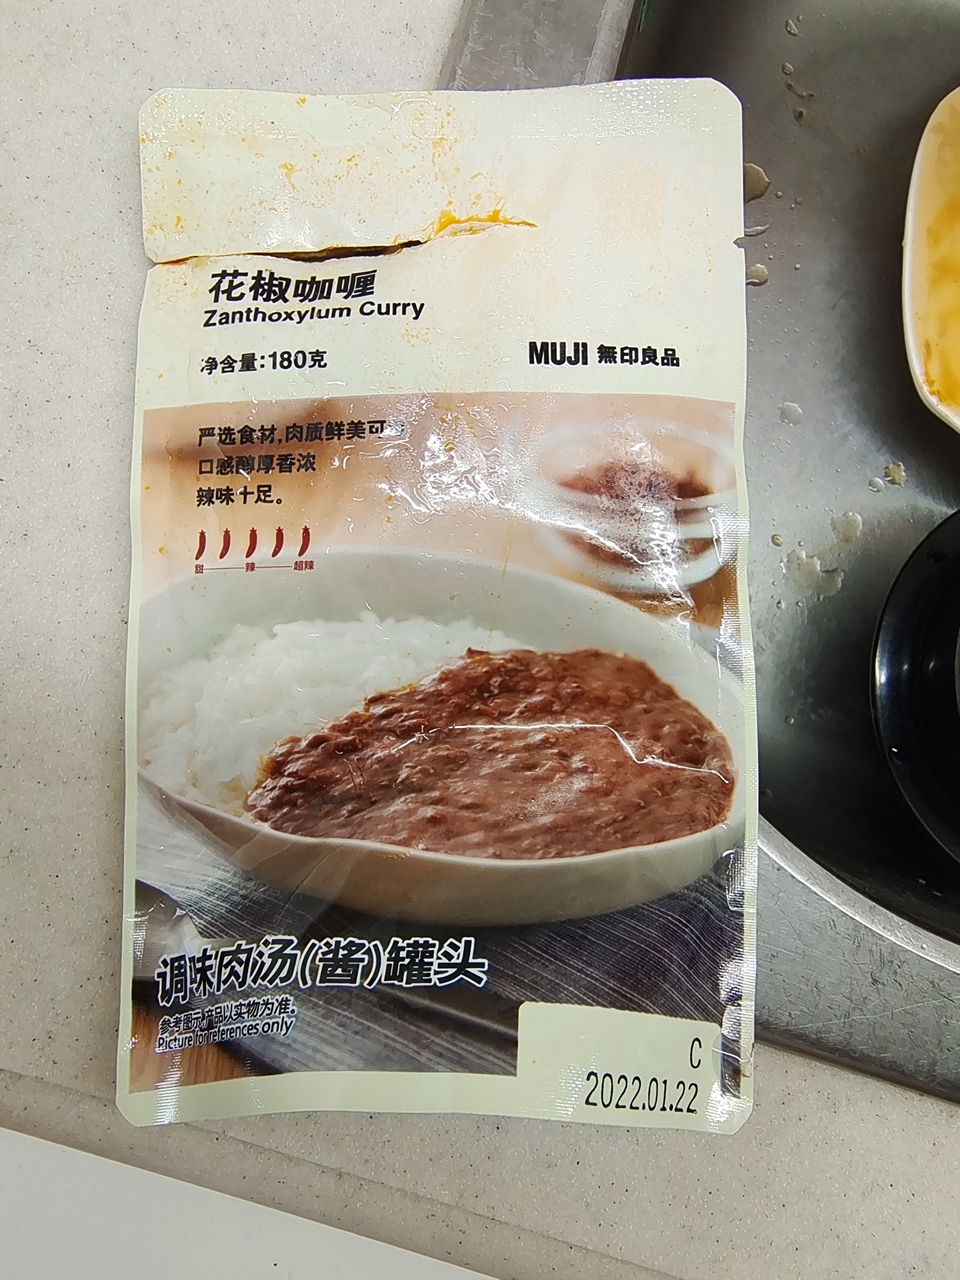 花椒咖喱
Zanthoxylum Curry
净含量:180克
MUJI 無印良品
严选食材,肉质鲜美可
口感醇厚香浓
辣味十足。
甜 辣 超辣
调味肉汤(酱)罐头
参考图示,产品以实物为准。
Picture for references only
C
2022.01.22